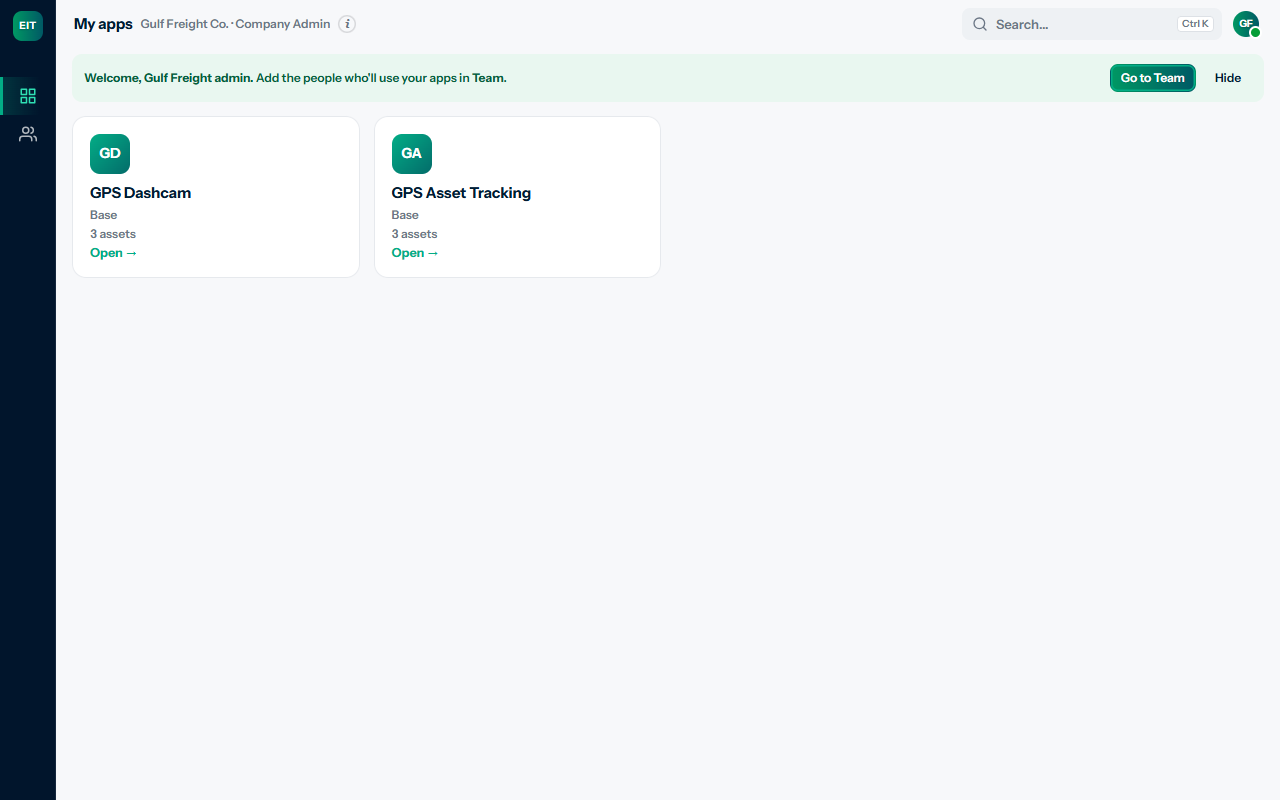 EIT
My apps Gulf Freight Co. · Company Admin i
Search... Ctrl K GF
Welcome, Gulf Freight admin. Add the people who'll use your apps in Team. Go to Team Hide
GD
GPS Dashcam
Base
3 assets
Open →
GA
GPS Asset Tracking
Base
3 assets
Open →